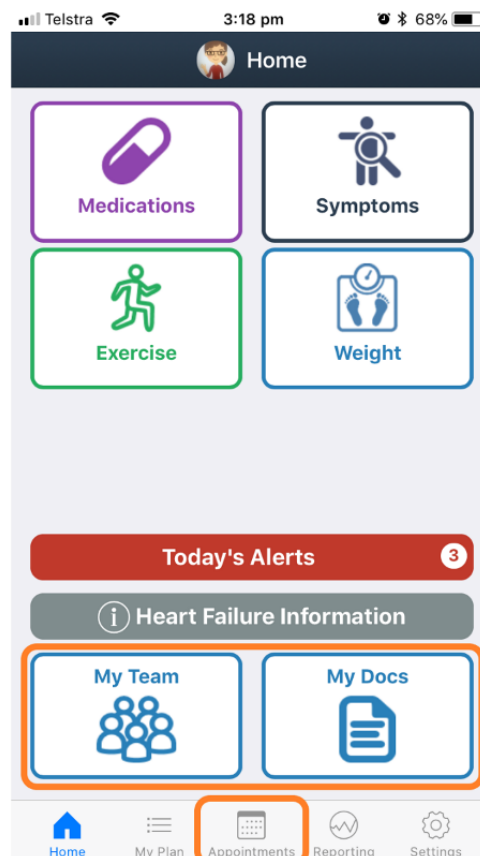 Telstra 3:18 pm 68%
Home
Medications Symptoms
Exercise Weight
Today's Alerts 3
i Heart Failure Information
My Team My Docs
Home My Plan Appointments Reporting Settings